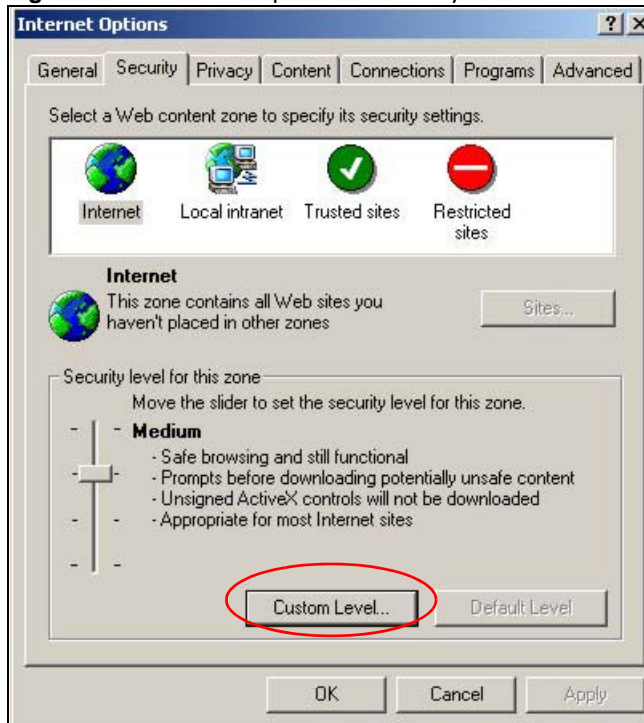 Internet Options
General Security Privacy Content Connections Programs Advanced
Select a Web content zone to specify its security settings.
Internet Local intranet Trusted sites Restricted sites
Internet
This zone contains all Web sites you
haven't placed in other zones
Sites...
Security level for this zone
Move the slider to set the security level for this zone.
Medium
- Safe browsing and still functional
- Prompts before downloading potentially unsafe content
- Unsigned ActiveX controls will not be downloaded
- Appropriate for most Internet sites
Custom Level... Default Level
OK Cancel Apply